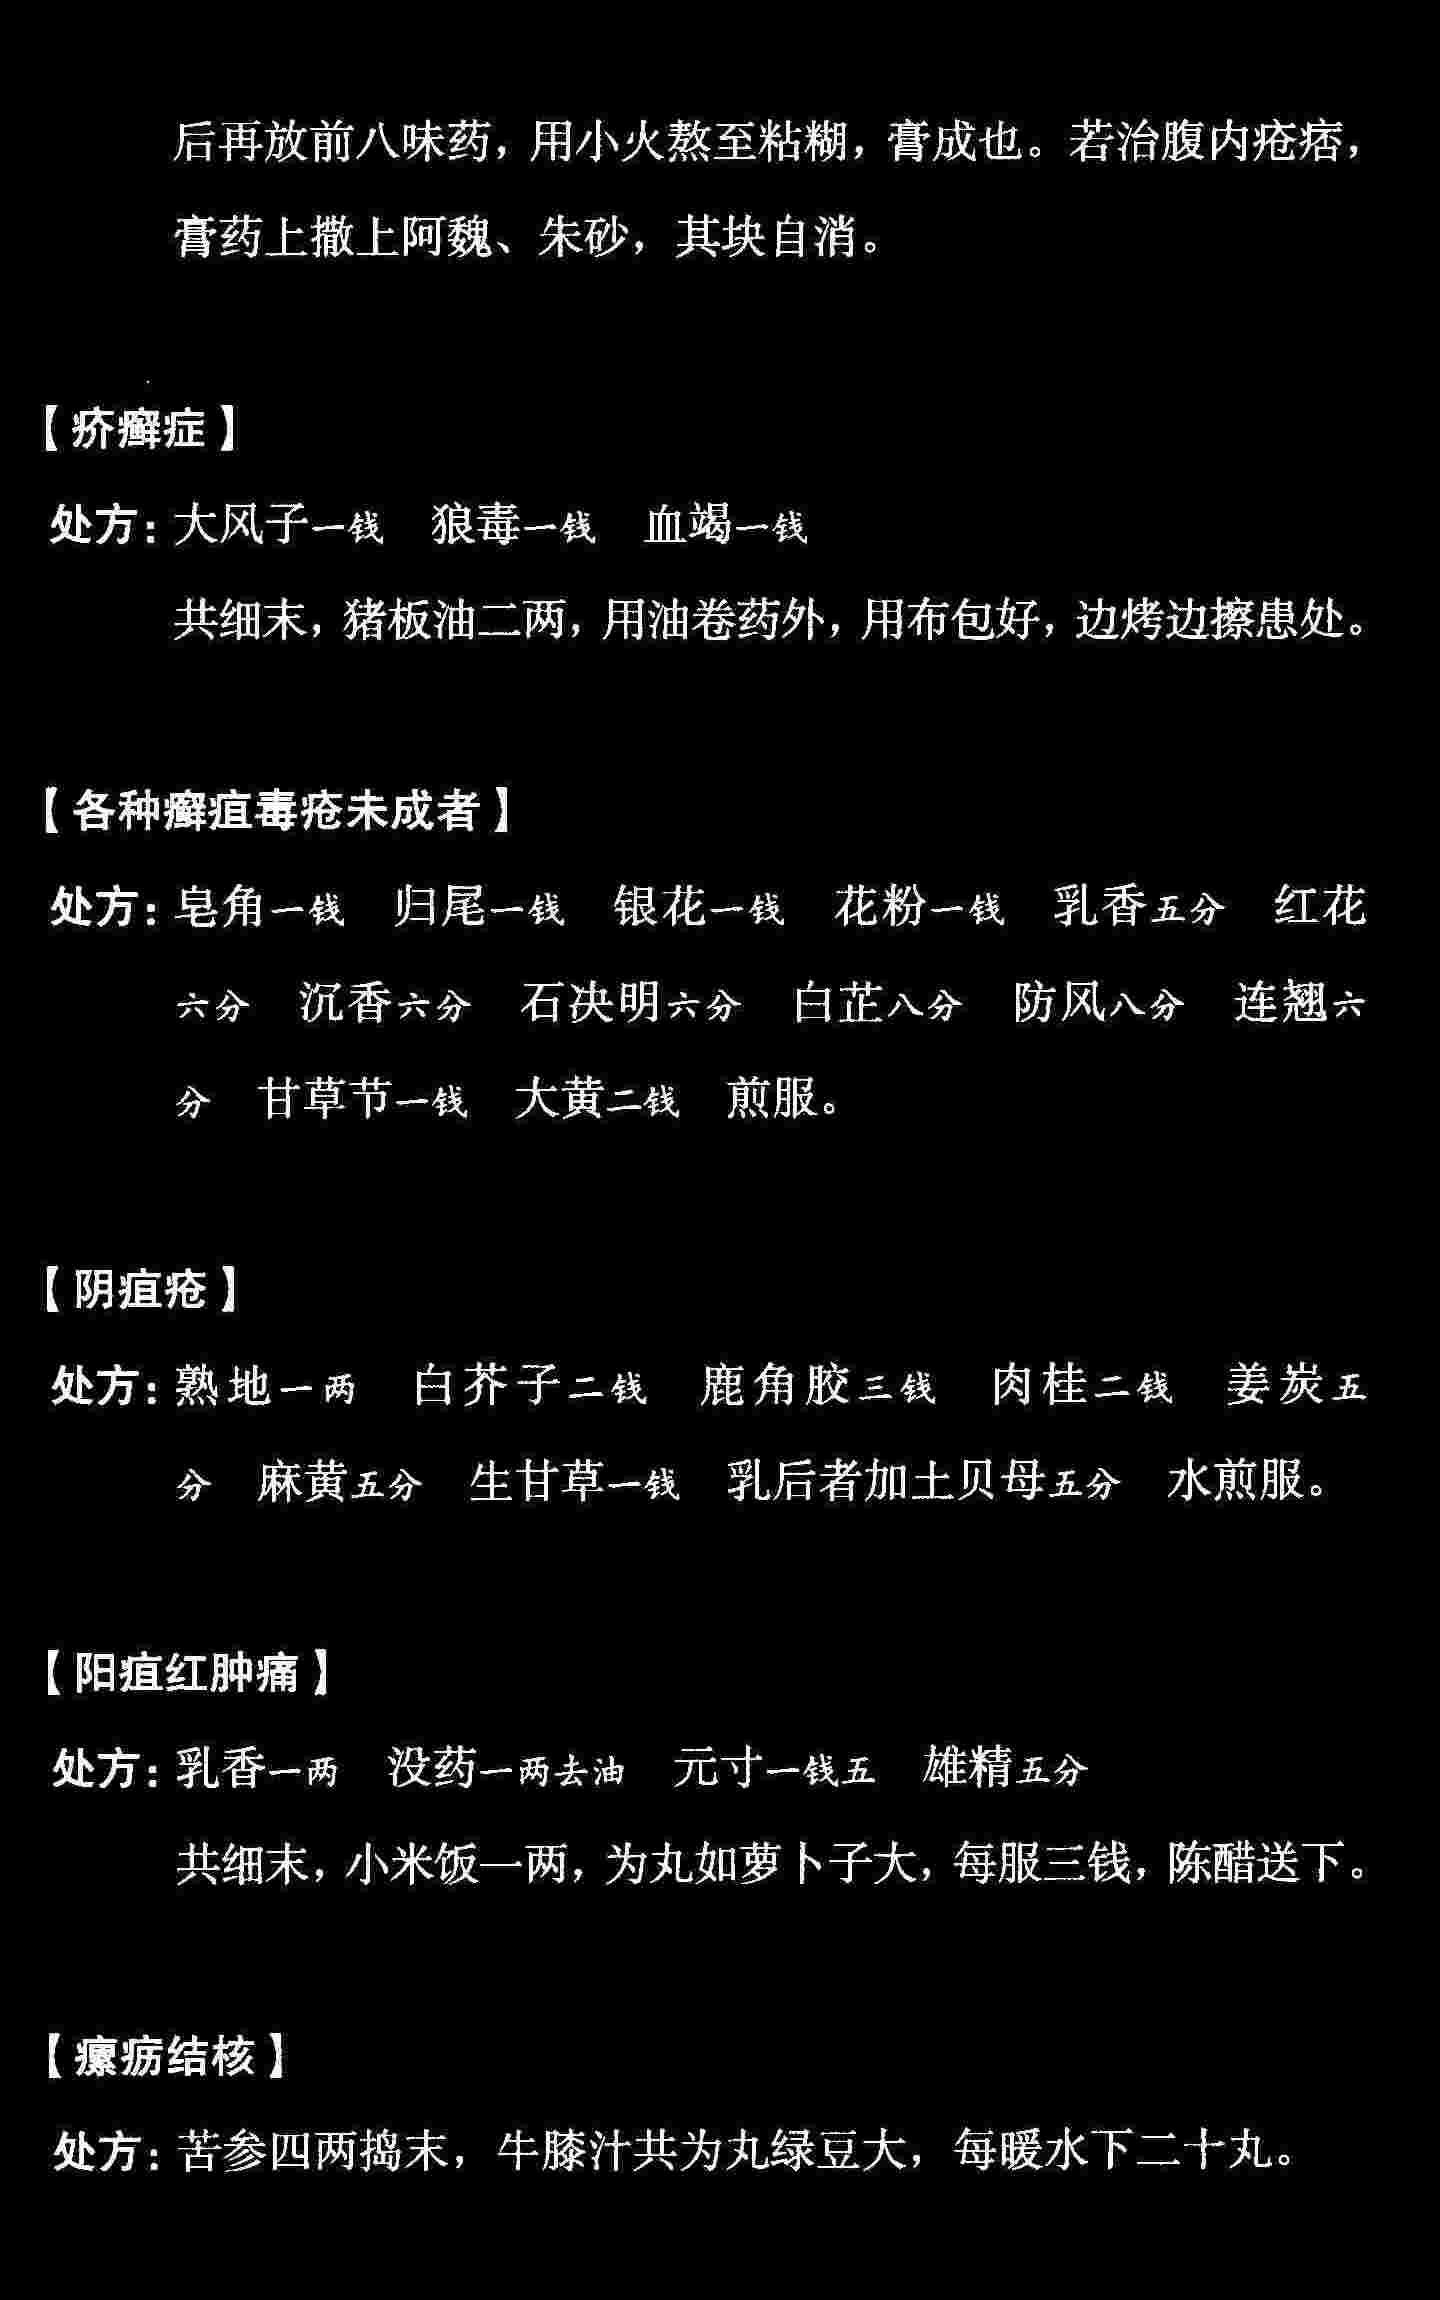 后再放前八味药，用小火熬至粘糊，膏成也。若治腹内疮痞，
膏药上撒上阿魏、朱砂，其块自消。
【疥癣症】
处方：大风子一钱　狼毒一钱　血竭一钱
共细末，猪板油二两，用油卷药外，用布包好，边烤边擦患处。
【各种癣疽毒疮未成者】
处方：皂角一钱　归尾一钱　银花一钱　花粉一钱　乳香五分　红花
六分　沉香六分　石决明六分　白芷八分　防风八分　连翘六
分　甘草节一钱　大黄二钱　煎服。
【阴疽疮】
处方：熟地一两　白芥子二钱　鹿角胶三钱　肉桂二钱　姜炭五
分　麻黄五分　生甘草一钱　乳后者加土贝母五分　水煎服。
【阳疽红肿痛】
处方：乳香一两　没药一两去油　元寸一钱五　雄精五分
共细末，小米饭一两，为丸如萝卜子大，每服三钱，陈醋送下。
【瘰疬结核】
处方：苦参四两捣末，牛膝汁共为丸绿豆大，每暖水下二十丸。